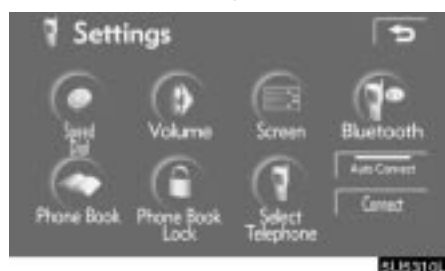 Settings
Speed
Dial
Volume
Screen
Bluetooth
Auto Connect
Phone Book
Phone Book
Lock
Select
Telephone
Connect